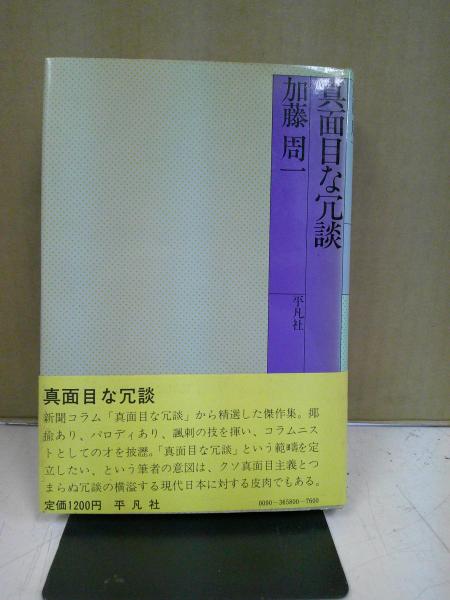 真面目な冗談
加藤周一
平凡社
真面目な冗談
新聞コラム「真面目な冗談」から精選した傑作集。揶
揄あり、パロディあり、諷刺の技を揮い、コラムニス
トとしての才を披瀝。「真面目な冗談」という範疇を定
立したい、という筆者の意図は、クソ真面目主義とつ
まらぬ冗談の横溢する現代日本に対する皮肉でもある。
定価1200円 平凡社
0090-365800-7600